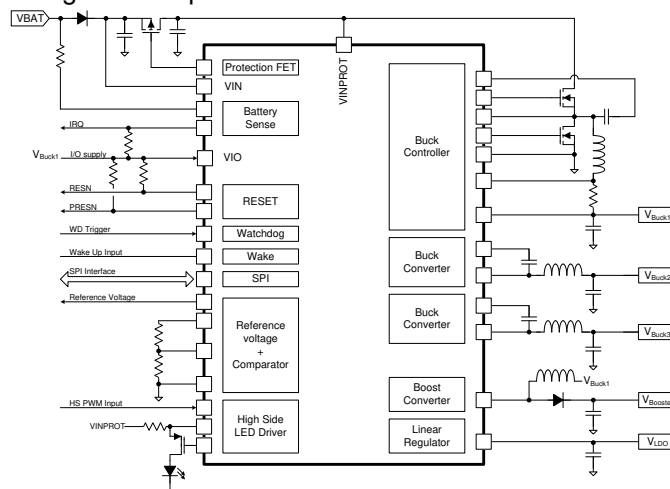 VBAT
Protection FET
VIN
VINPROT
Battery
Sense
IRQ
VBuck1
I/O supply
VIO
RESN
PRESN
RESET
WD Trigger
Watchdog
Wake Up Input
Wake
SPI Interface
SPI
Reference Voltage
Reference
voltage
+
Comparator
HS PWM Input
VINPROT
High Side
LED Driver
Buck
Controller
VBuck1
Buck
Converter
VBuck2
Buck
Converter
VBuck3
Boost
Converter
VBuck1
VBooster
Linear
Regulator
VLDO